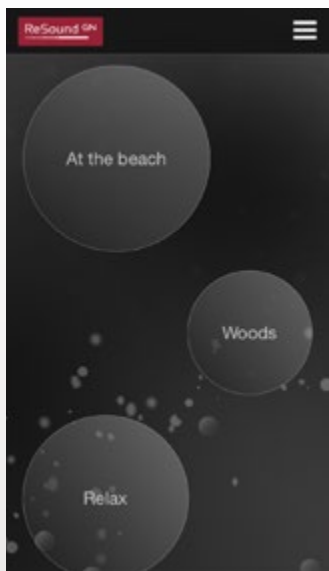 ReSound GN
At the beach
Woods
Relax